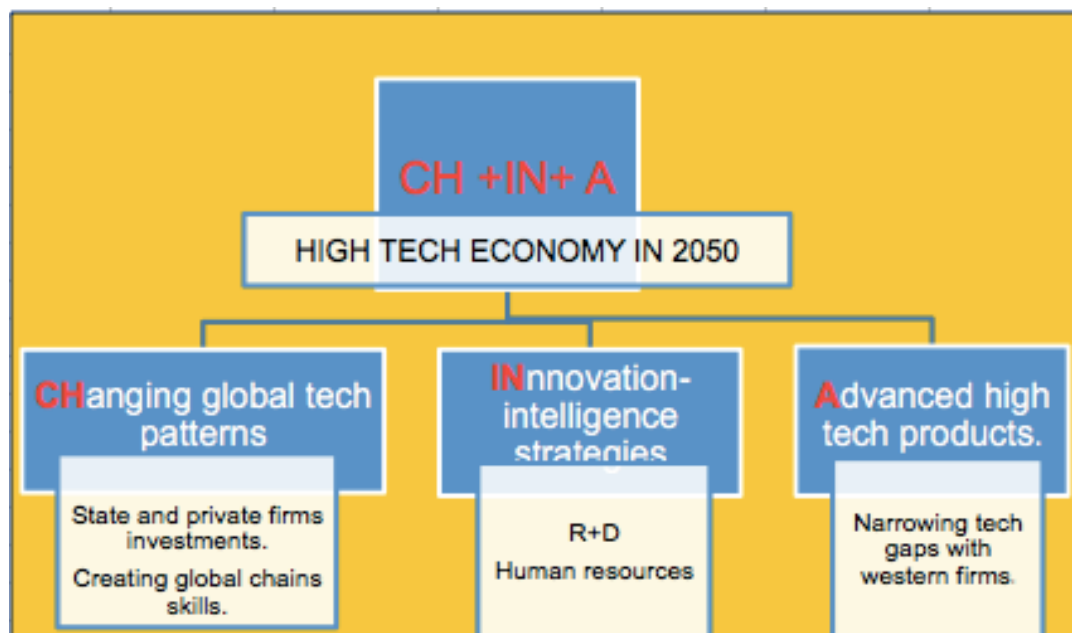 CH +IN+ A
HIGH TECH ECONOMY IN 2050
CHanging global tech
patterns
State and private firms
investments.
Creating global chains
skills.
INnnovation-
intelligence
strategies
R+D
Human resources
Advanced high
tech products.
Narrowing tech
gaps with
western firms.